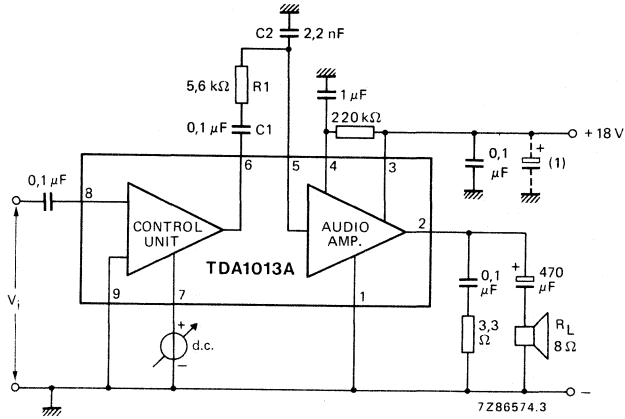 C2 2,2 nF
5,6 kΩ R1
1 μF
220 kΩ
+ 18 V
0,1 μF C1
6 5 4 3
0,1 μF
+ (1)
0,1 μF
8
CONTROL UNIT
AUDIO AMP.
2
TDA1013A
Vi
9 7 1
+
d.c.
−
0,1 μF
+ 470 μF
3,3 Ω
RL 8 Ω
−
7Z86574.3